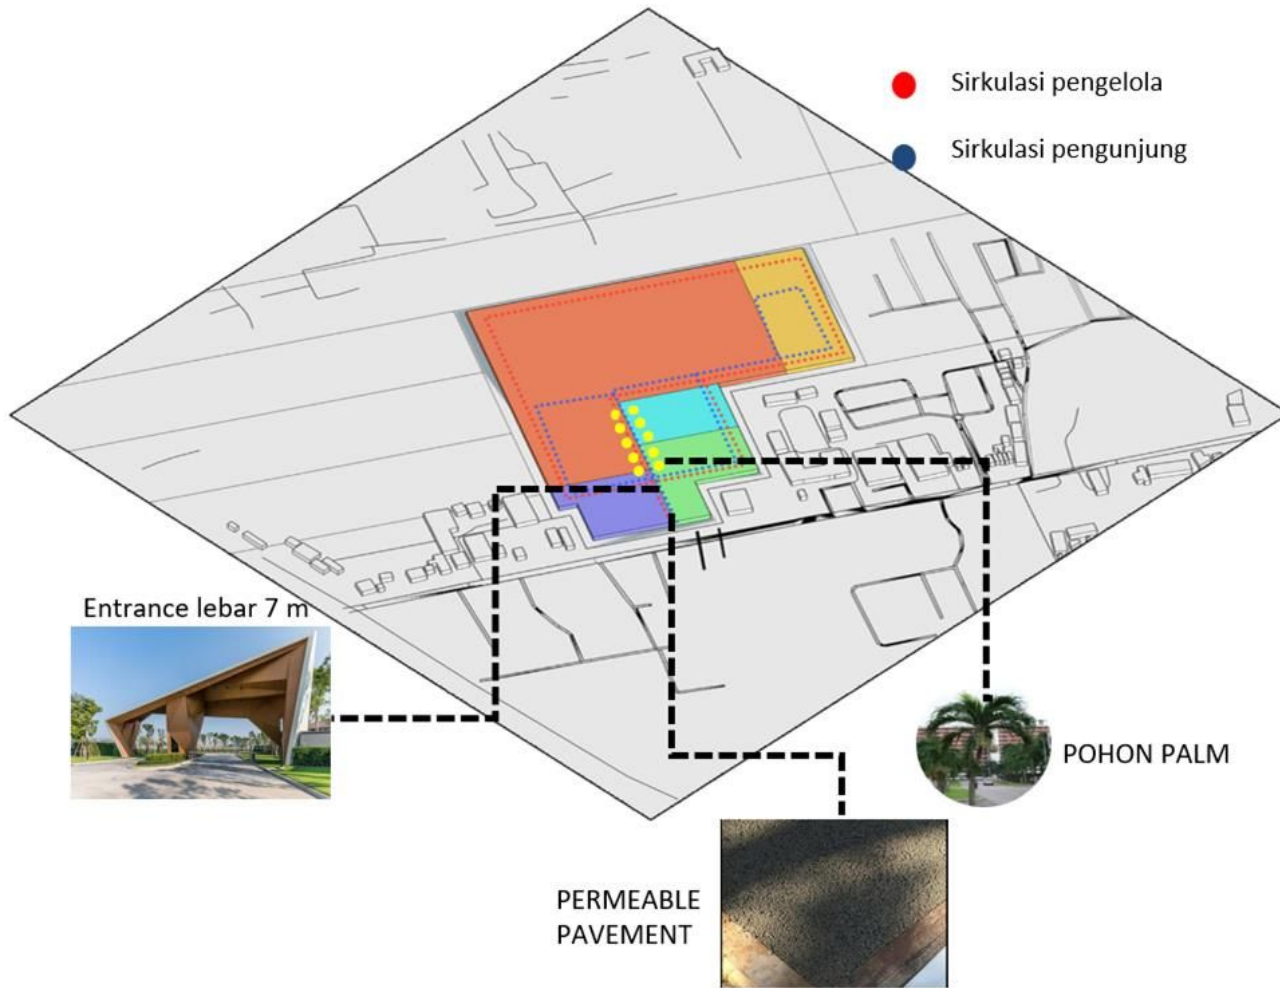 Sirkulasi pengelola
Sirkulasi pengunjung
Entrance lebar 7 m
POHON PALM
PERMEABLE
PAVEMENT